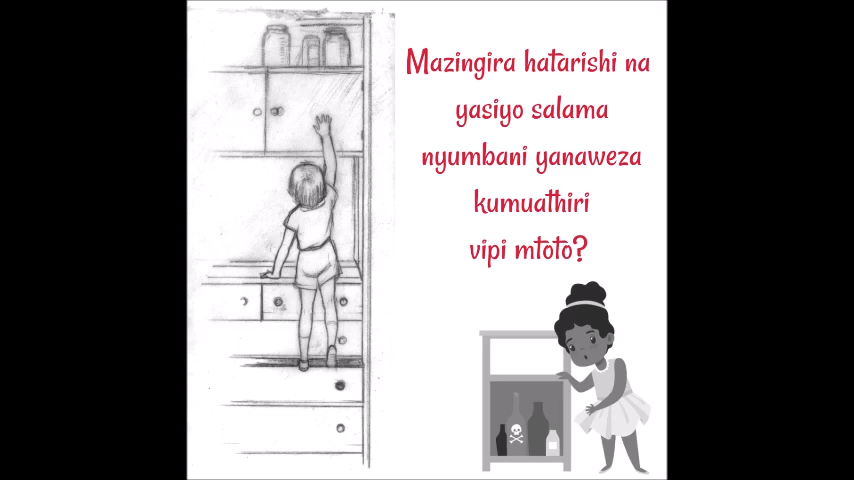 Mazingira hatarishi na
yasiyo salama
nyumbani yanaweza
kumuathiri
vipi mtoto?